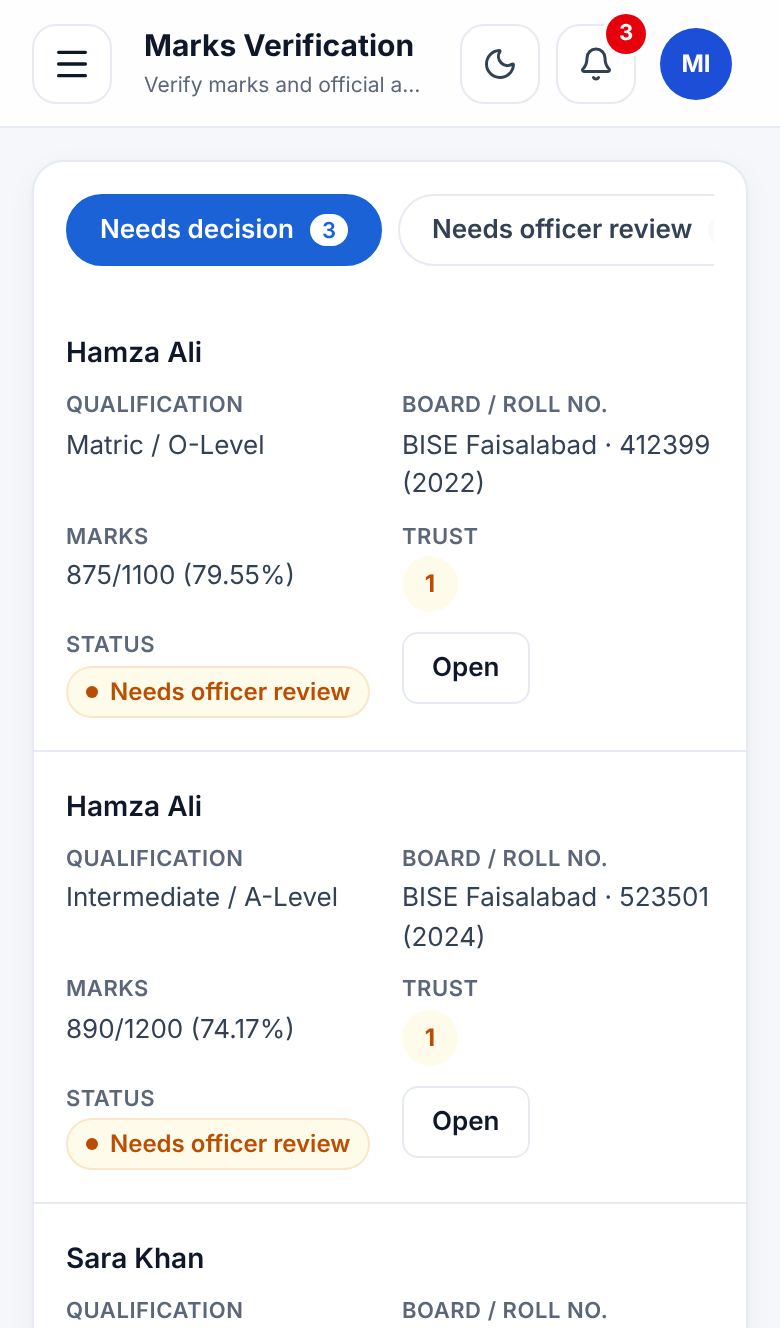 Marks Verification
Verify marks and official a...
3
MI
Needs decision 3
Needs officer review
Hamza Ali
QUALIFICATION
Matric / O-Level
BOARD / ROLL NO.
BISE Faisalabad · 412399
(2022)
MARKS
875/1100 (79.55%)
TRUST
1
STATUS
Needs officer review
Open
Hamza Ali
QUALIFICATION
Intermediate / A-Level
BOARD / ROLL NO.
BISE Faisalabad · 523501
(2024)
MARKS
890/1200 (74.17%)
TRUST
1
STATUS
Needs officer review
Open
Sara Khan
QUALIFICATION
BOARD / ROLL NO.